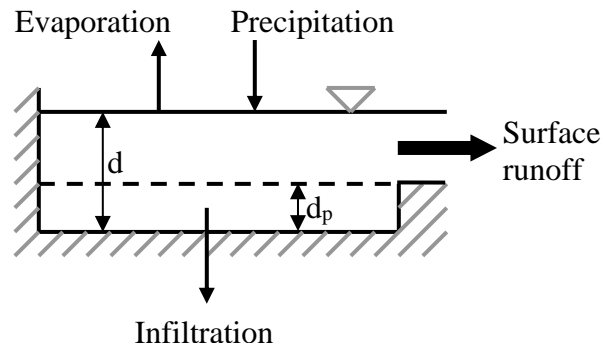 Evaporation
Precipitation
d
Surface
runoff
dₚ
Infiltration